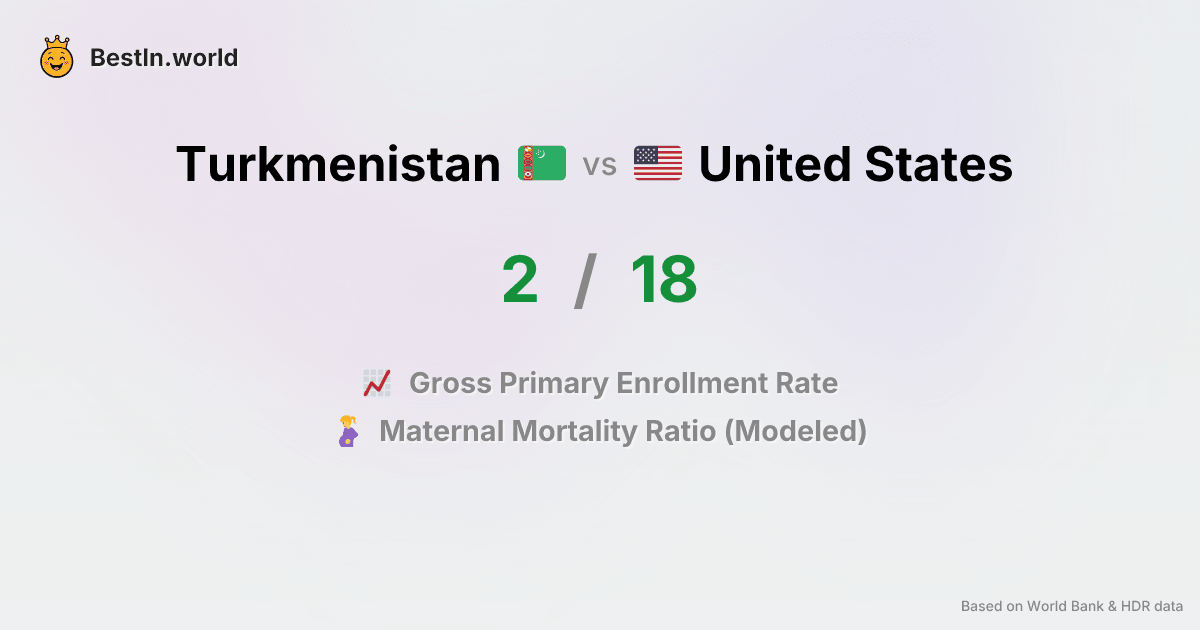 BestIn.world
Turkmenistan vs United States
2 / 18
Gross Primary Enrollment Rate
Maternal Mortality Ratio (Modeled)
Based on World Bank & HDR data